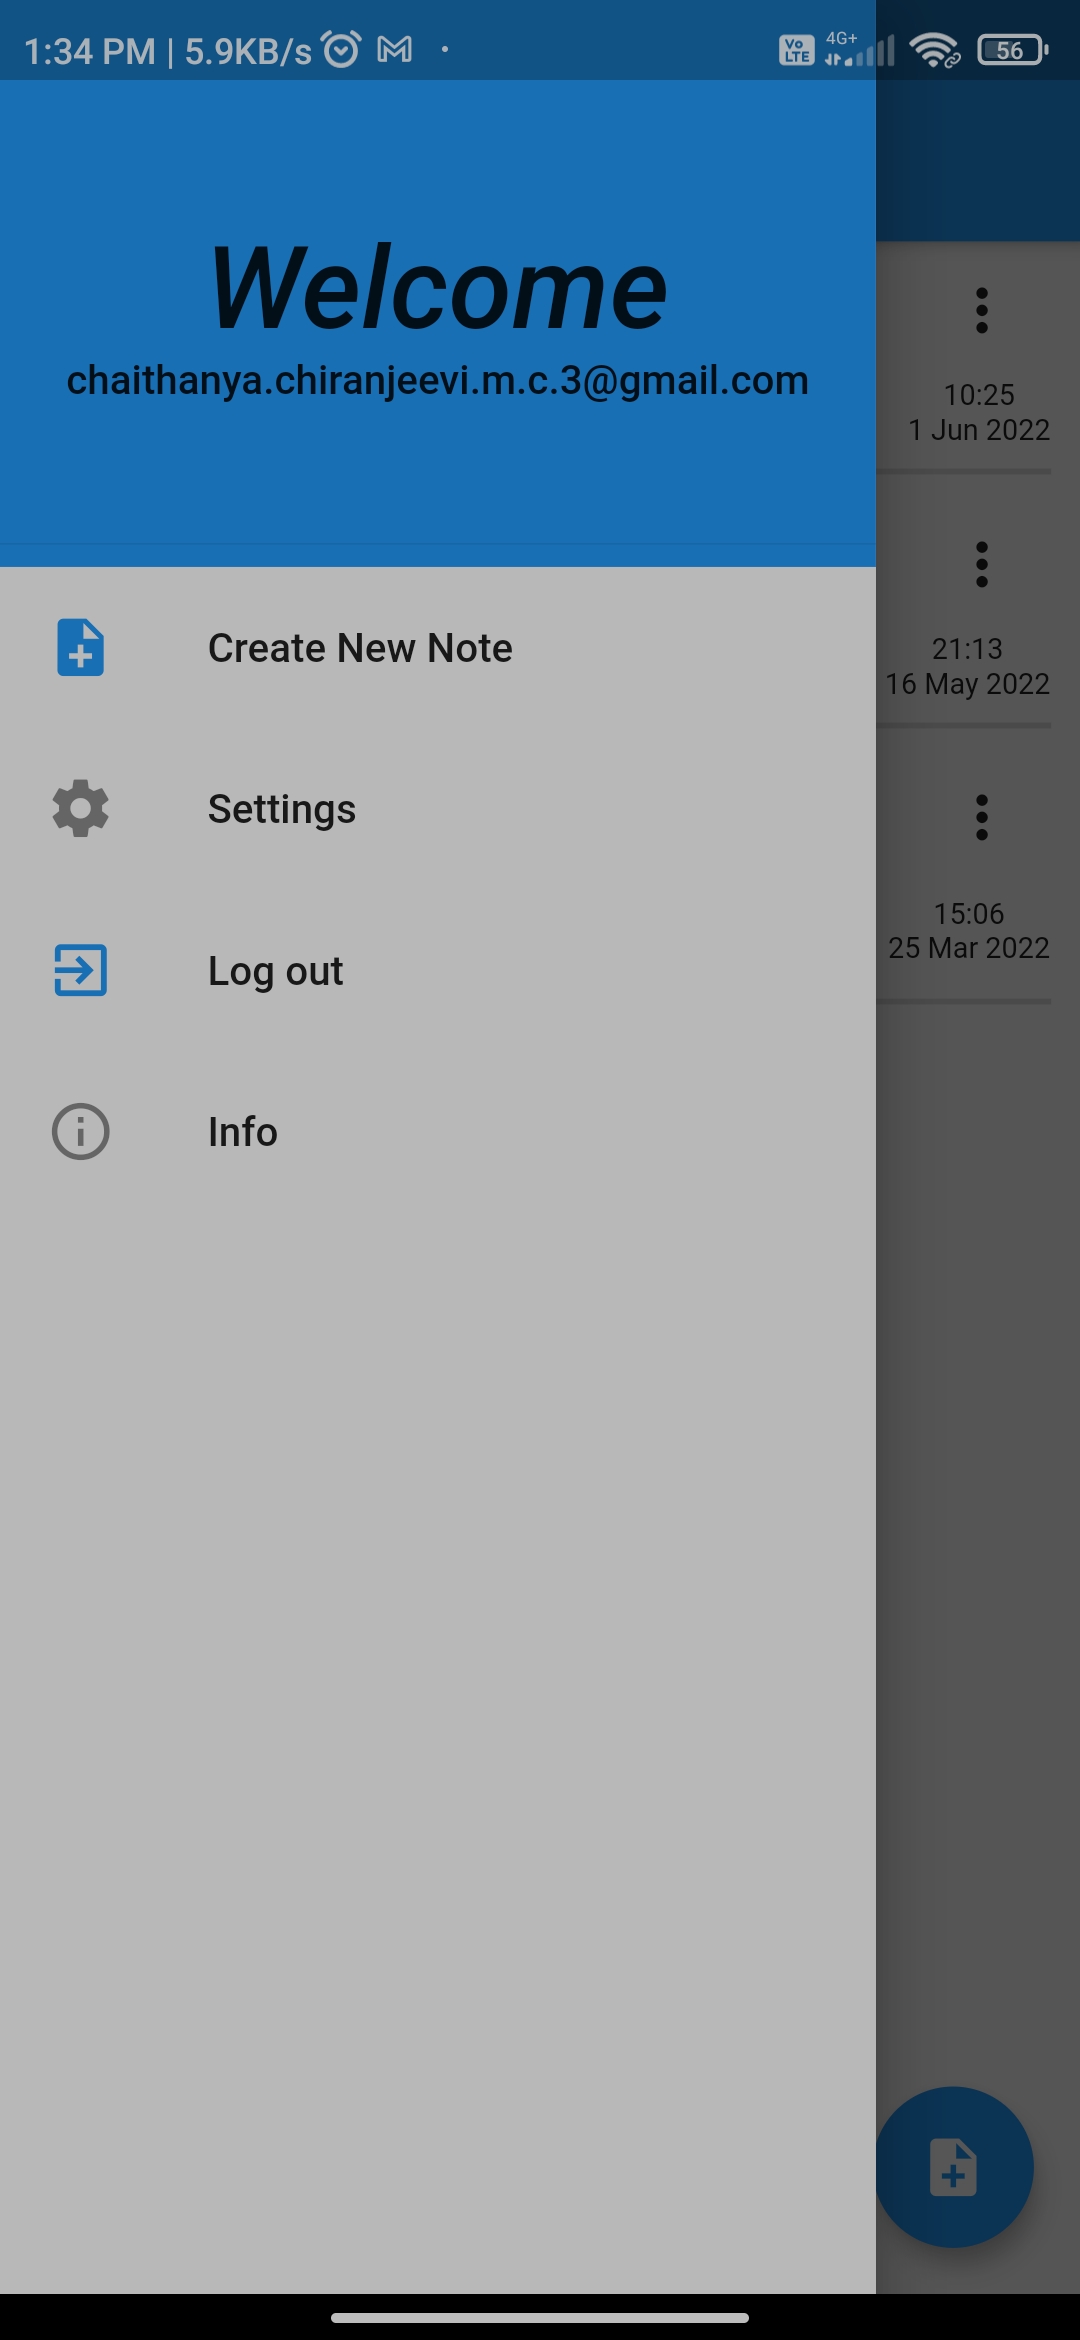 1:34 PM | 5.9KB/s
Vo LTE 4G+ 56
Welcome
chaithanya.chiranjeevi.m.c.3@gmail.com
10:25
1 Jun 2022
21:13
16 May 2022
15:06
25 Mar 2022
Create New Note
Settings
Log out
Info